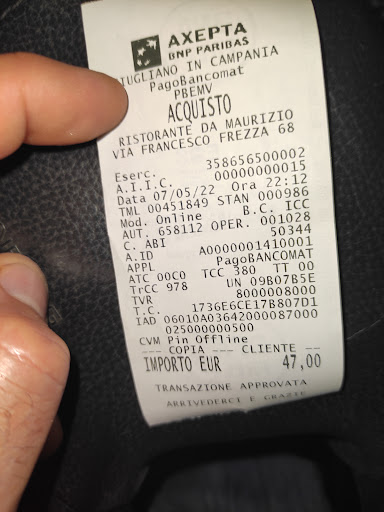 AXEPTA
BNP PARIBAS
GIUGLIANO IN CAMPANIA
PagoBancomat
PBEMV
ACQUISTO
RISTORANTE DA MAURIZIO
VIA FRANCESCO FREZZA 68
Eserc. 358656500002
A.I.I.C. 00000000015
Data 07/05/22 Ora 22:12
TML 00451849 STAN 000986
Mod. Online B.C. ICC
AUT. 658112 OPER. 001028
C. ABI 50344
A.ID A0000001410001
APPL PagoBANCOMAT
ATC 00C0 TCC 380 TT 00
TrCC 978 UN 09B07B5E
TVR 8000008000
T.C. 1736E6CE17B807D1
IAD 06010A03642000087000
025000000500
CVM Pin Offline
--- COPIA -- CLIENTE --
IMPORTO EUR 47,00
TRANSAZIONE APPROVATA
ARRIVEDERCI E GRAZIE